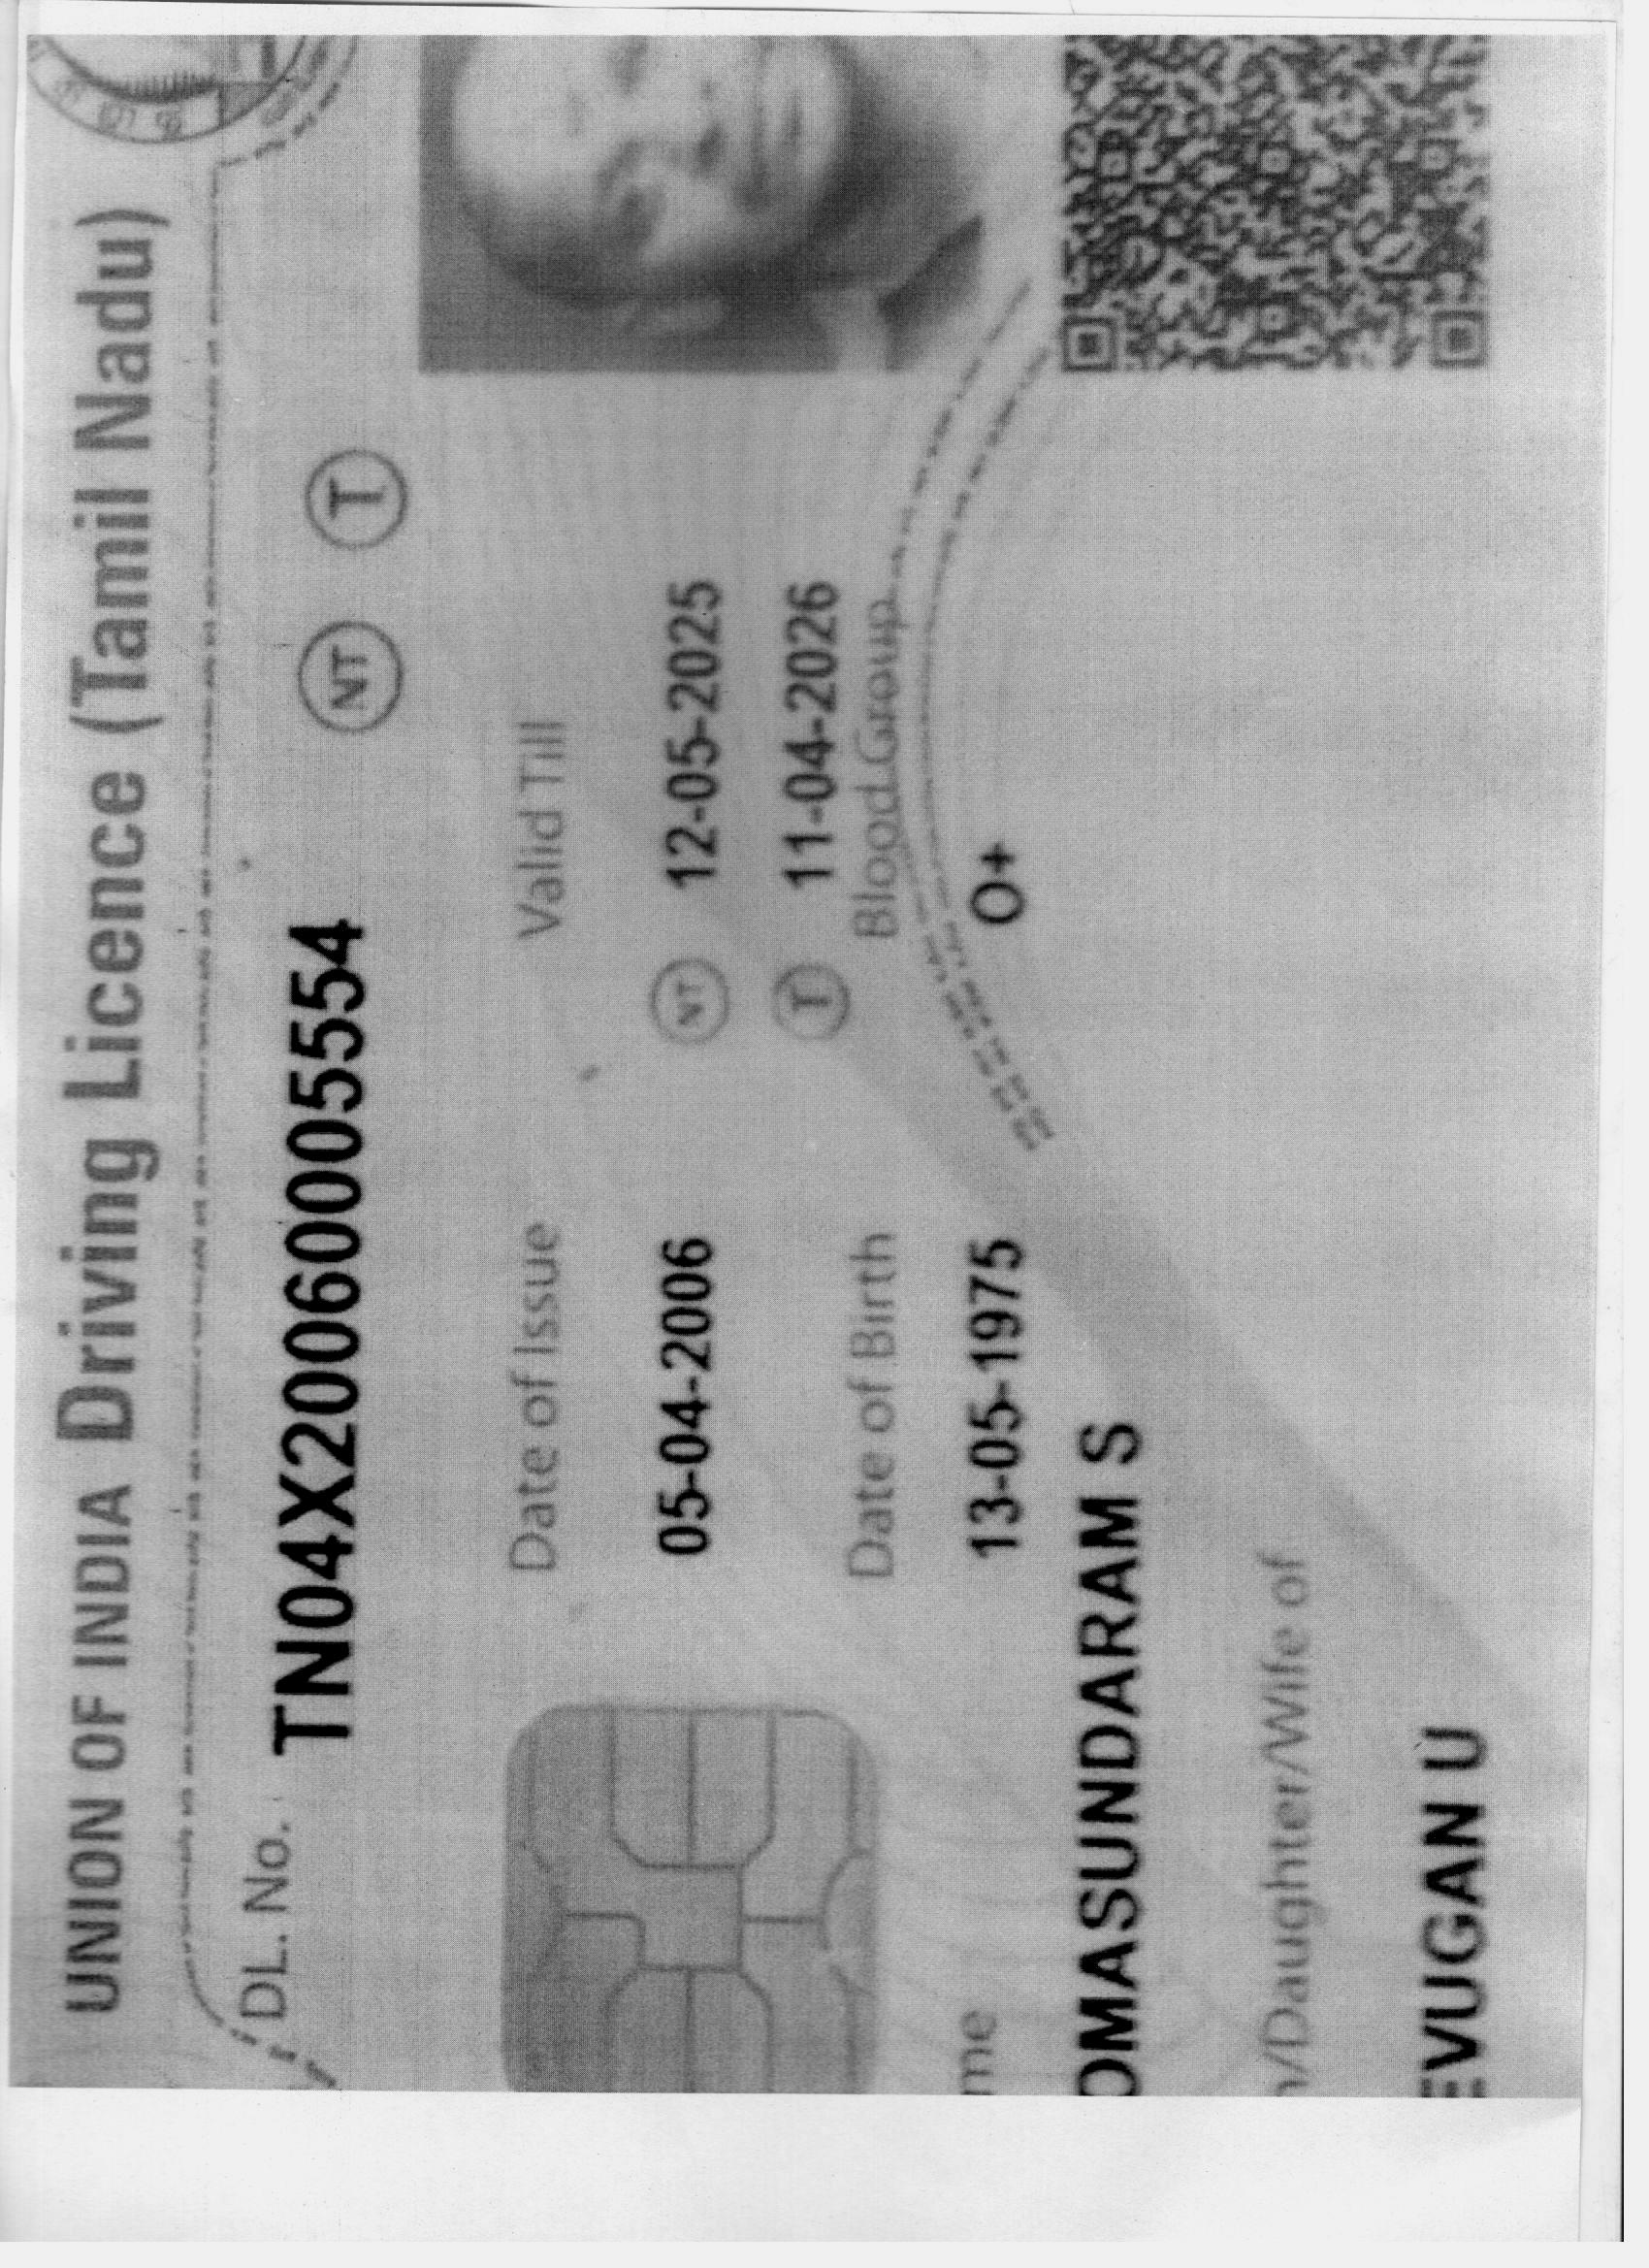 UNION OF INDIA Driving Licence (Tamil Nadu)
DL. No. TN04X20060005554 NT T
Date of Issue Valid Till
05-04-2006 NT 12-05-2025
T 11-04-2026
Date of Birth Blood Group
13-05-1975 O+
me
OMASUNDARAM S
/Daughter/Wife of
EVUGAN U